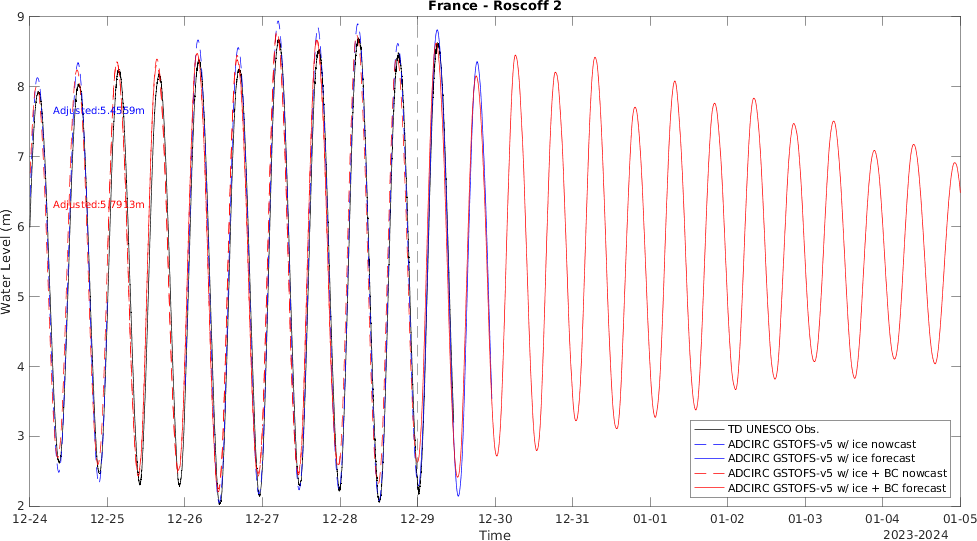 France - Roscoff 2
9
8
7
6
5
4
3
2
Water Level (m)
Adjusted:5.4559m
Adjusted:5.7913m
TD UNESCO Obs.
ADCIRC GSTOFS-v5 w/ ice nowcast
ADCIRC GSTOFS-v5 w/ ice forecast
ADCIRC GSTOFS-v5 w/ ice + BC nowcast
ADCIRC GSTOFS-v5 w/ ice + BC forecast
12-24 12-25 12-26 12-27 12-28 12-29 12-30 12-31 01-01 01-02 01-03 01-04 01-05
Time
2023-2024